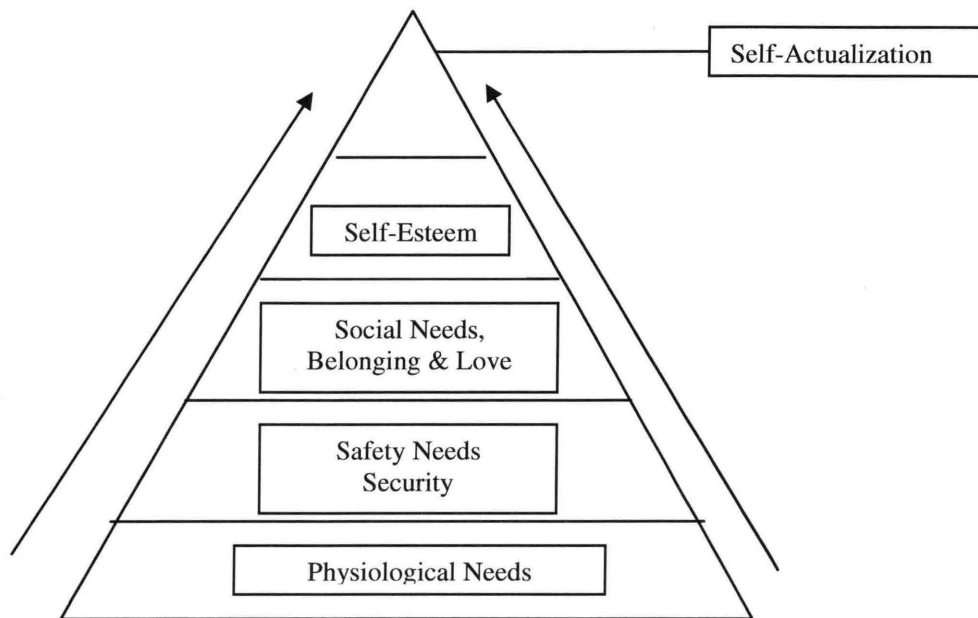 Self-Actualization
Self-Esteem
Social Needs,
Belonging & Love
Safety Needs
Security
Physiological Needs